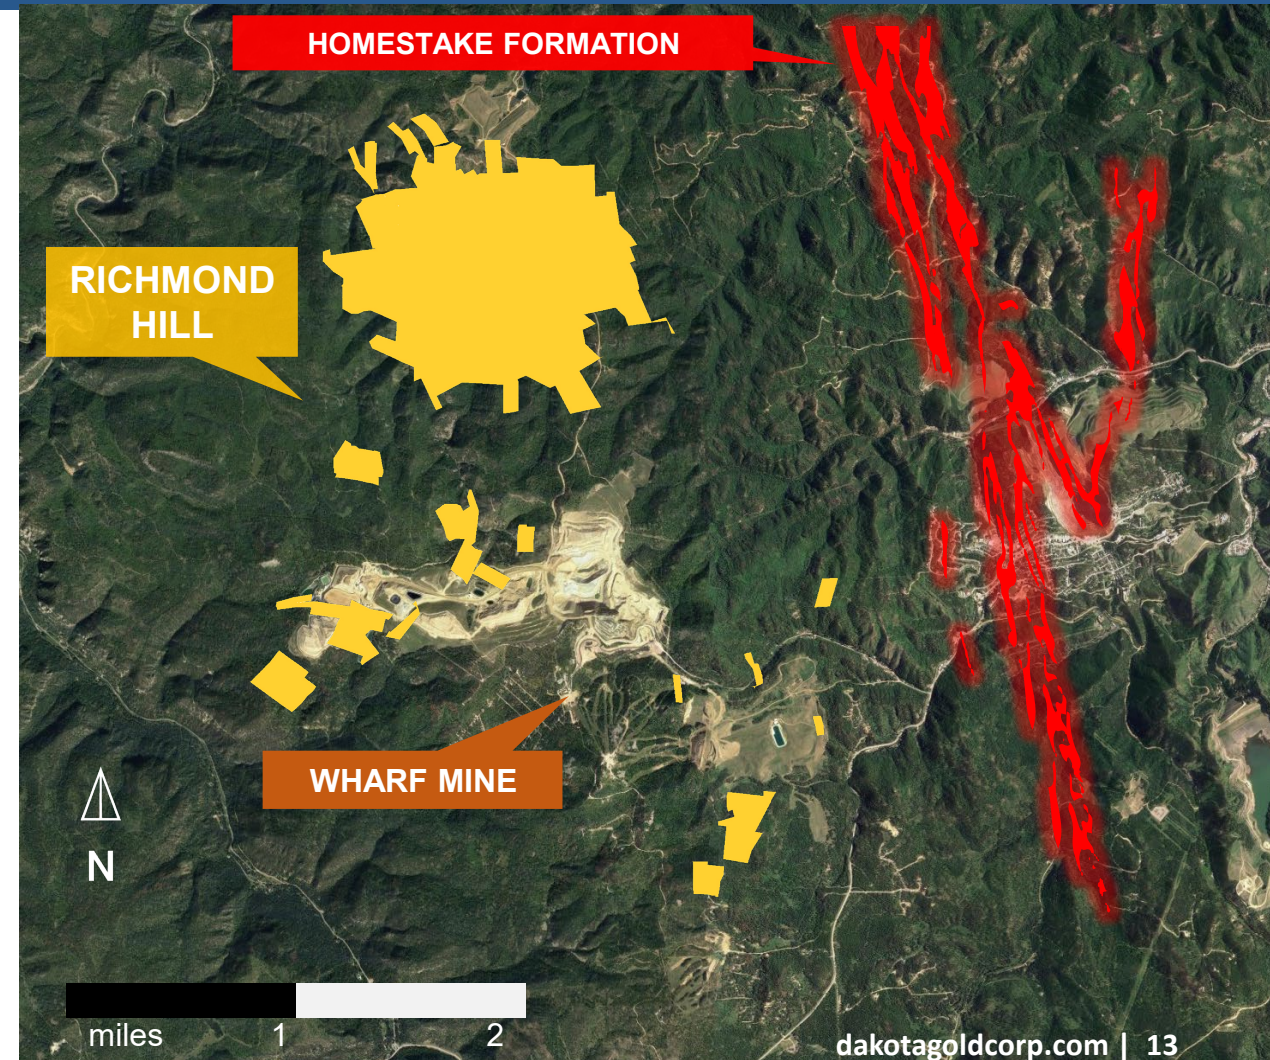 HOMESTAKE FORMATION
RICHMOND
HILL
WHARF MINE
N
miles 1 2
dakotagoldcorp.com | 13